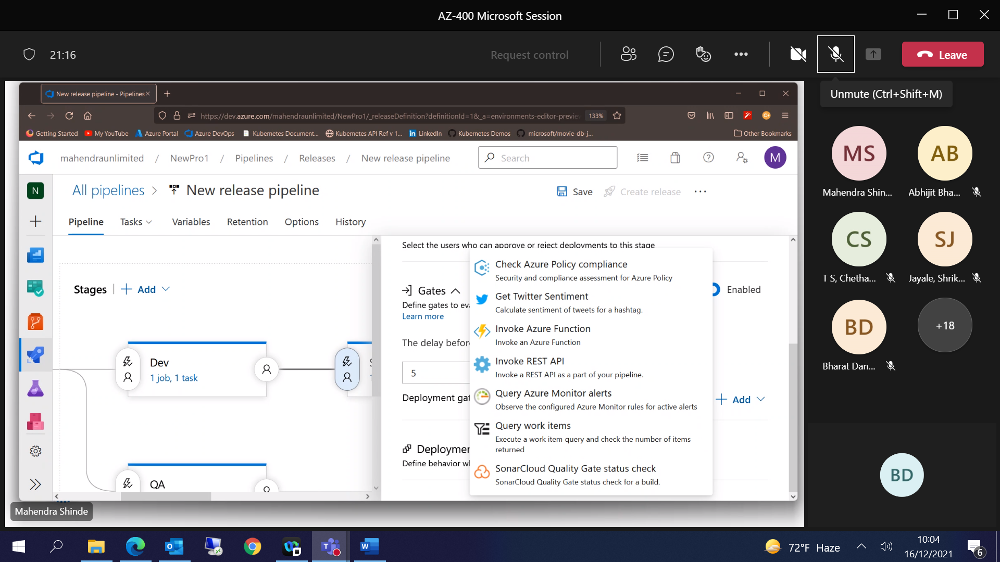 AZ-400 Microsoft Session
21:16
Request control
Leave
Unmute (Ctrl+Shift+M)
New release pipeline - Pipelines
https://dev.azure.com/mahendraunlimited/NewPro1/_releaseDefinition?definitionId=1&_a=environments-editor-previe
133%
Getting Started
My YouTube
Azure Portal
Azure DevOps
Kubernetes Document...
Kubernetes API Ref v 1...
LinkedIn
Kubernetes Demos
microsoft/movie-db-j...
Other Bookmarks
mahendraunlimited / NewPro1 / Pipelines / Releases / New release pipeline
Search
M
N
All pipelines > New release pipeline
Save
Create release
Pipeline
Tasks
Variables
Retention
Options
History
Stages | + Add
Dev
1 job, 1 task
QA
Select the users who can approve or reject deployments to this stage
Gates
Enabled
Define gates to ev
Learn more
The delay befor
5
Deployment gat
+ Add
Deploymen
Define behavior w
Check Azure Policy compliance
Security and compliance assessment for Azure Policy
Get Twitter Sentiment
Calculate sentiment of tweets for a hashtag.
Invoke Azure Function
Invoke an Azure Function
Invoke REST API
Invoke a REST API as a part of your pipeline.
Query Azure Monitor alerts
Observe the configured Azure Monitor rules for active alerts
Query work items
Execute a work item query and check the number of items
returned
SonarCloud Quality Gate status check
SonarCloud Quality Gate status check for a build.
Mahendra Shinde
MS
AB
Mahendra Shin...
Abhijit Bha...
CS
SJ
T S, Chetha...
Jayale, Shrik...
BD
+18
Bharat Dan...
BD
72°F Haze
10:04
16/12/2021
6